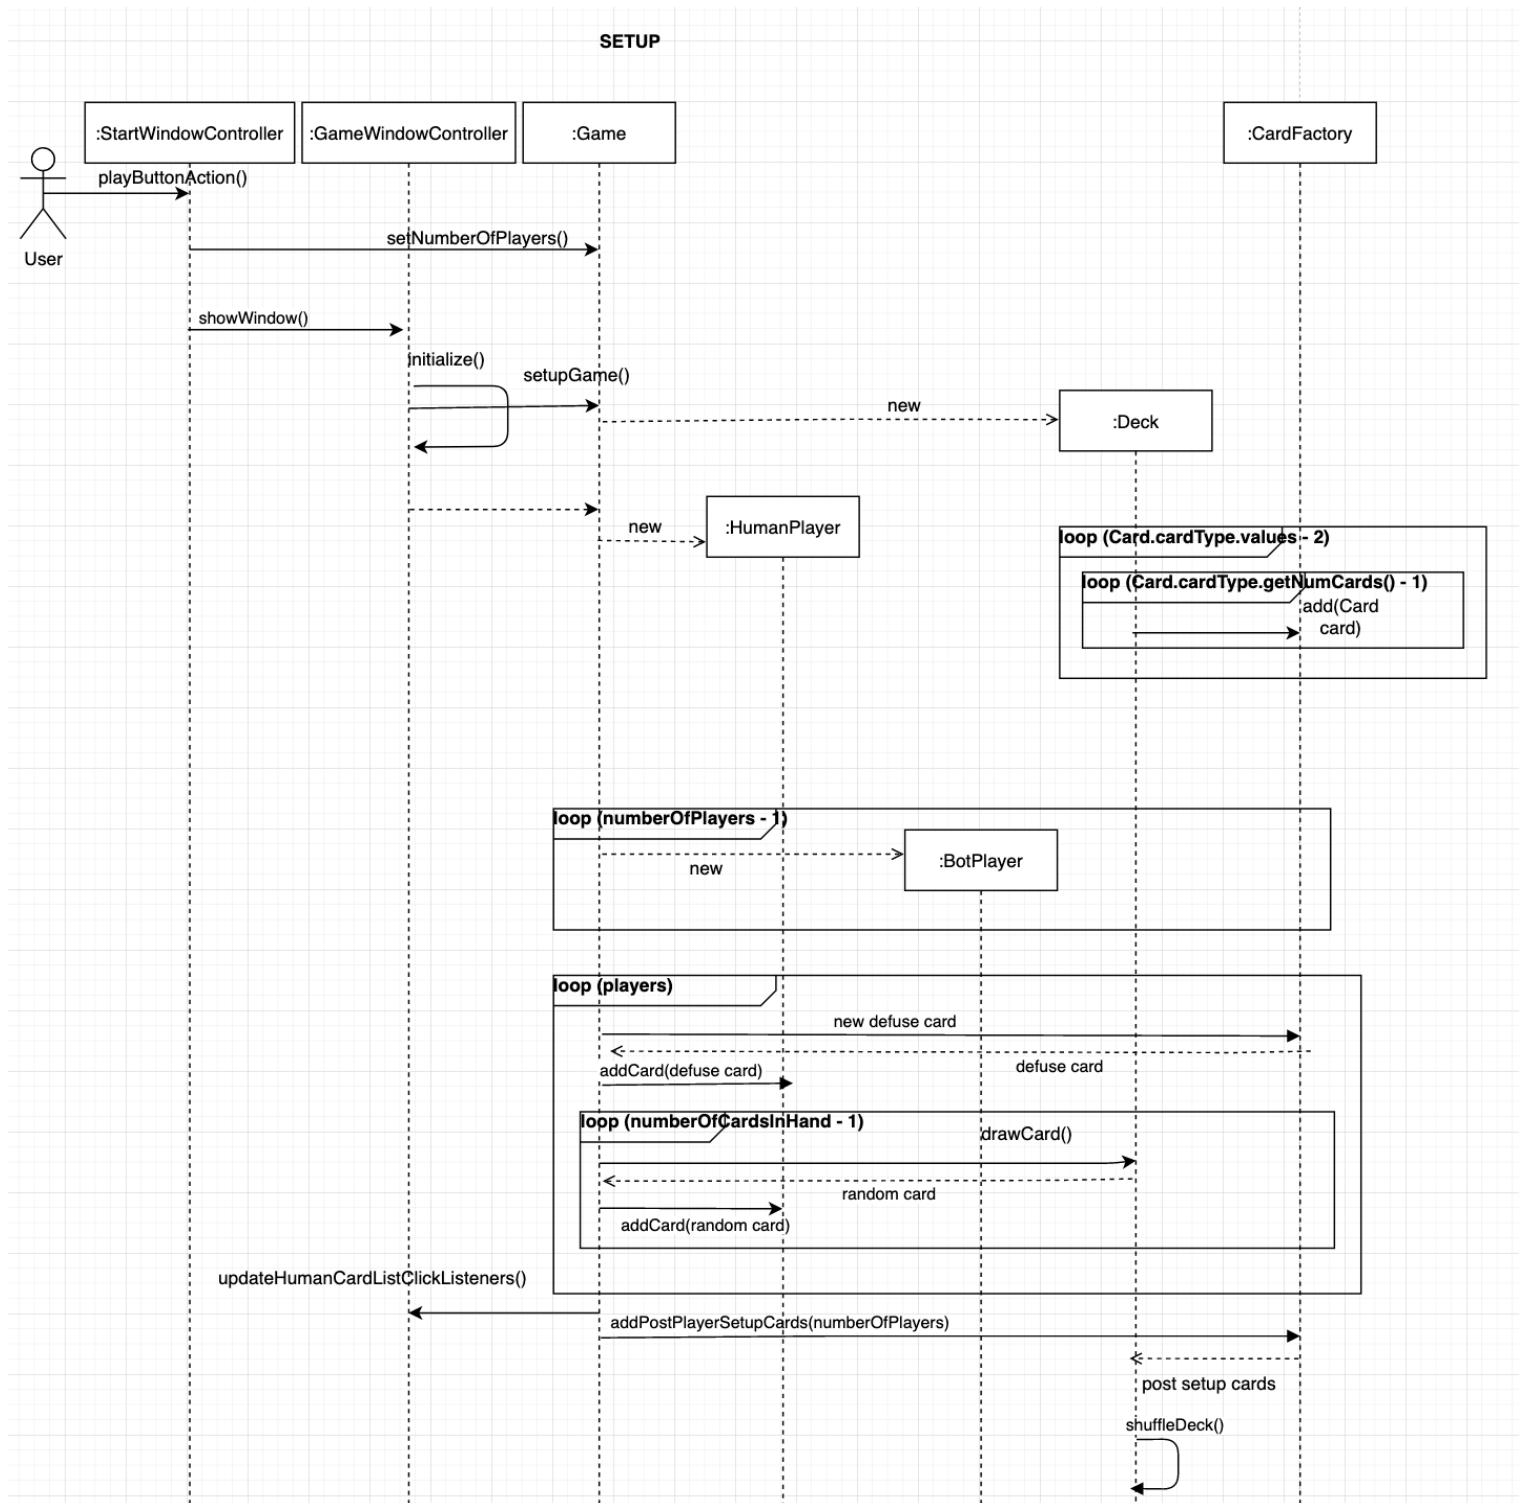 SETUP
:StartWindowController
:GameWindowController
:Game
:CardFactory
playButtonAction()
User
setNumberOfPlayers()
showWindow()
initialize()
setupGame()
new
:Deck
new
:HumanPlayer
loop (Card.cardType.values - 2)
loop (Card.cardType.getNumCards() - 1)
add(Card
card)
loop (numberOfPlayers - 1)
new
:BotPlayer
loop (players)
new defuse card
defuse card
addCard(defuse card)
loop (numberOfCardsInHand - 1)
drawCard()
random card
addCard(random card)
updateHumanCardListClickListeners()
addPostPlayerSetupCards(numberOfPlayers)
post setup cards
shuffleDeck()